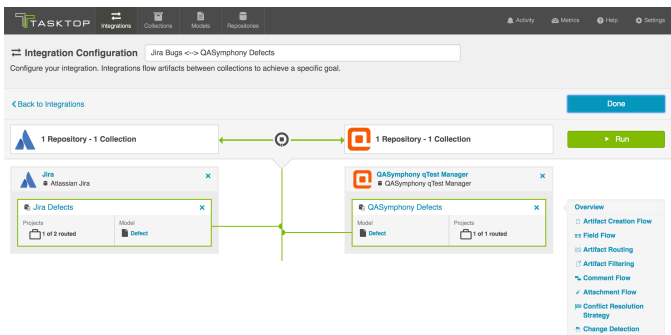 TASKTOP
Integrations
Collections
Models
Repositories
Activity
Metrics
Help
Settings
Integration Configuration
Jira Bugs <--> QASymphony Defects
Configure your integration. Integrations flow artifacts between collections to achieve a specific goal.
Back to Integrations
Done
1 Repository - 1 Collection
1 Repository - 1 Collection
Run
Jira
Atlassian Jira
QASymphony qTest Manager
QASymphony qTest Manager
Jira Defects
QASymphony Defects
Projects
Model
Model
Projects
1 of 2 routed
Defect
Defect
1 of 1 routed
Overview
Artifact Creation Flow
Field Flow
Artifact Routing
Artifact Filtering
Comment Flow
Attachment Flow
Conflict Resolution
Strategy
Change Detection